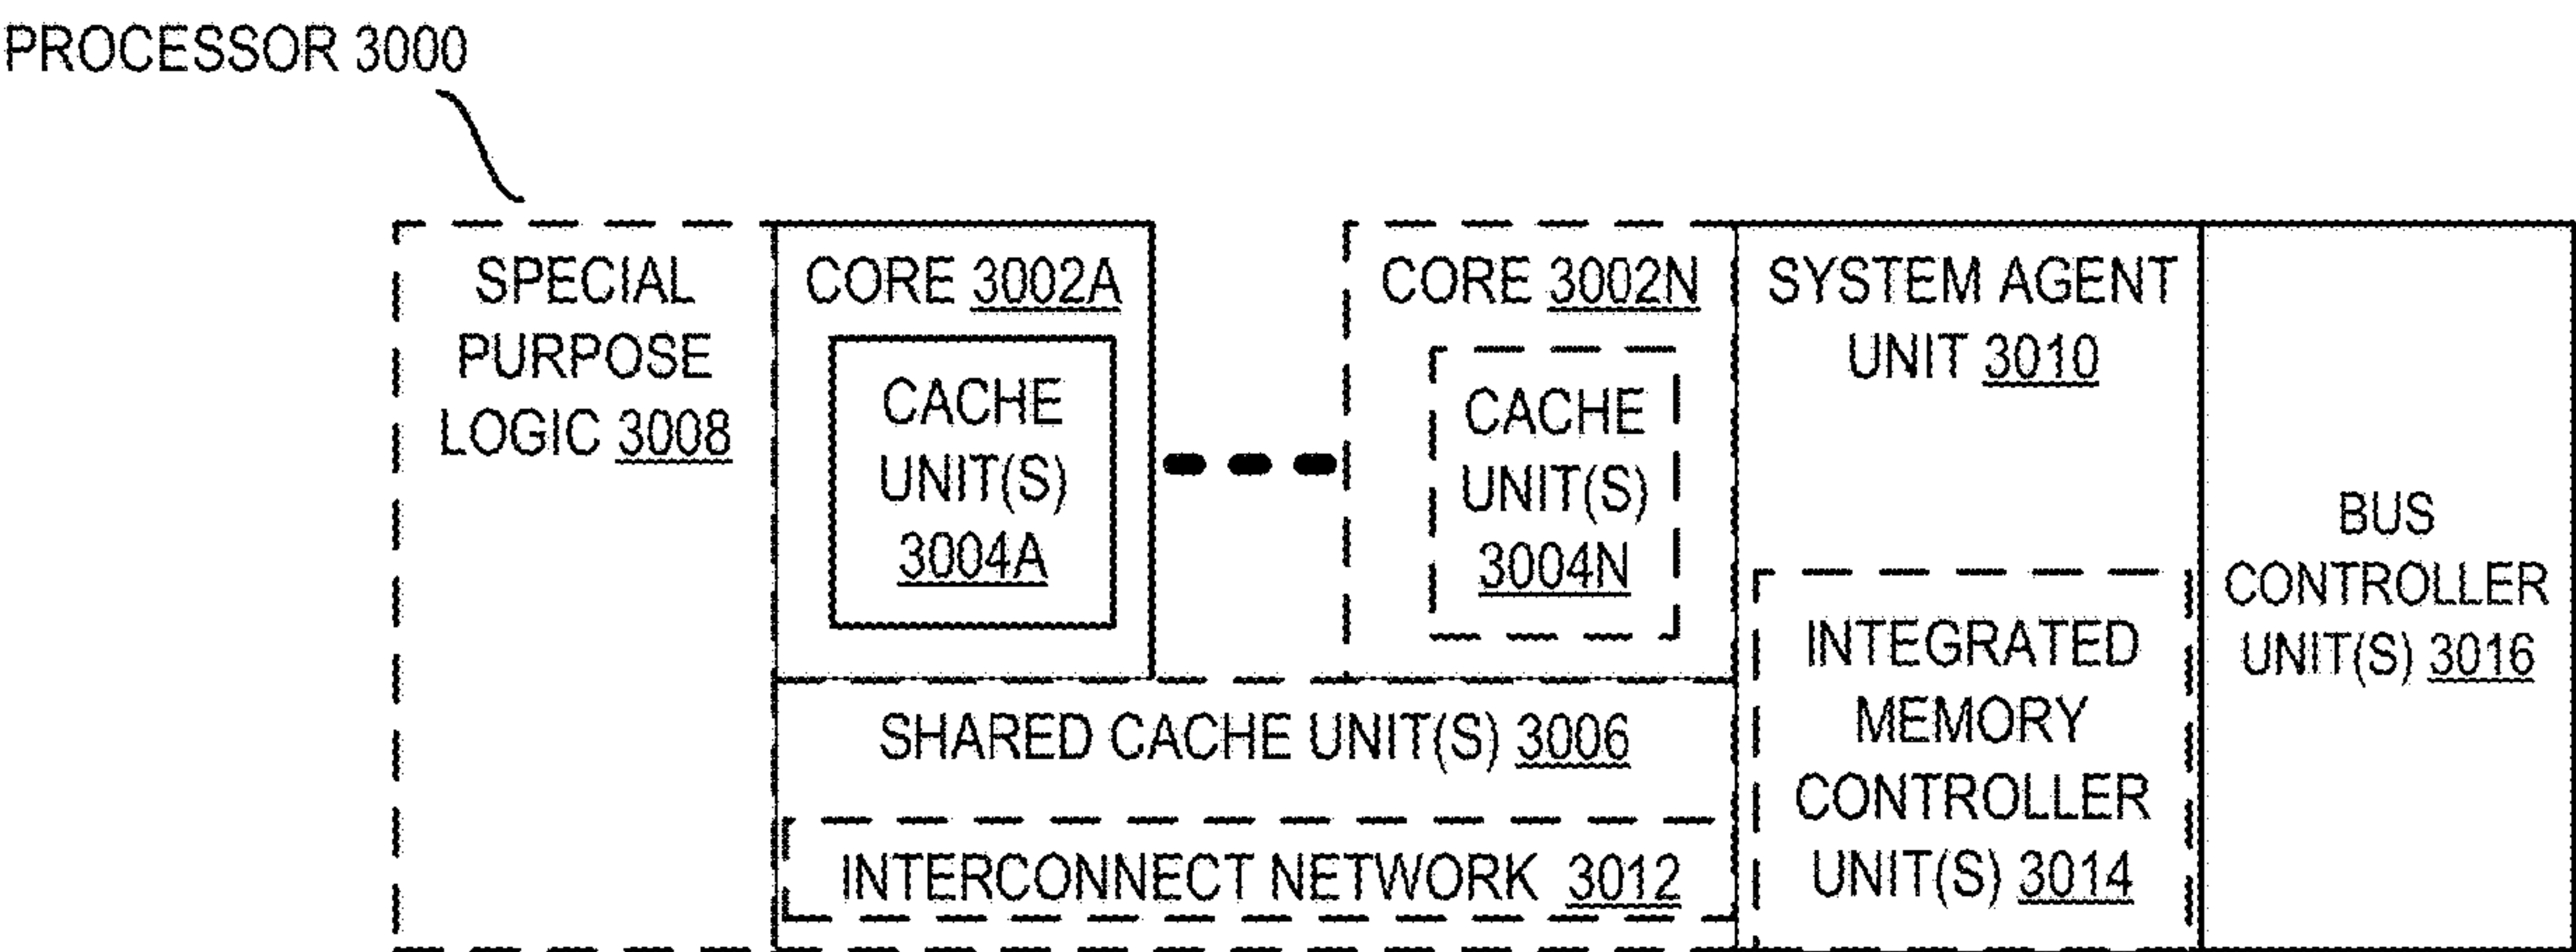 PROCESSOR 3000
SPECIAL
PURPOSE
LOGIC 3008
CORE 3002A
CACHE
UNIT(S)
3004A
CORE 3002N
CACHE
UNIT(S)
3004N
SHARED CACHE UNIT(S) 3006
INTERCONNECT NETWORK 3012
SYSTEM AGENT
UNIT 3010
INTEGRATED
MEMORY
CONTROLLER
UNIT(S) 3014
BUS
CONTROLLER
UNIT(S) 3016